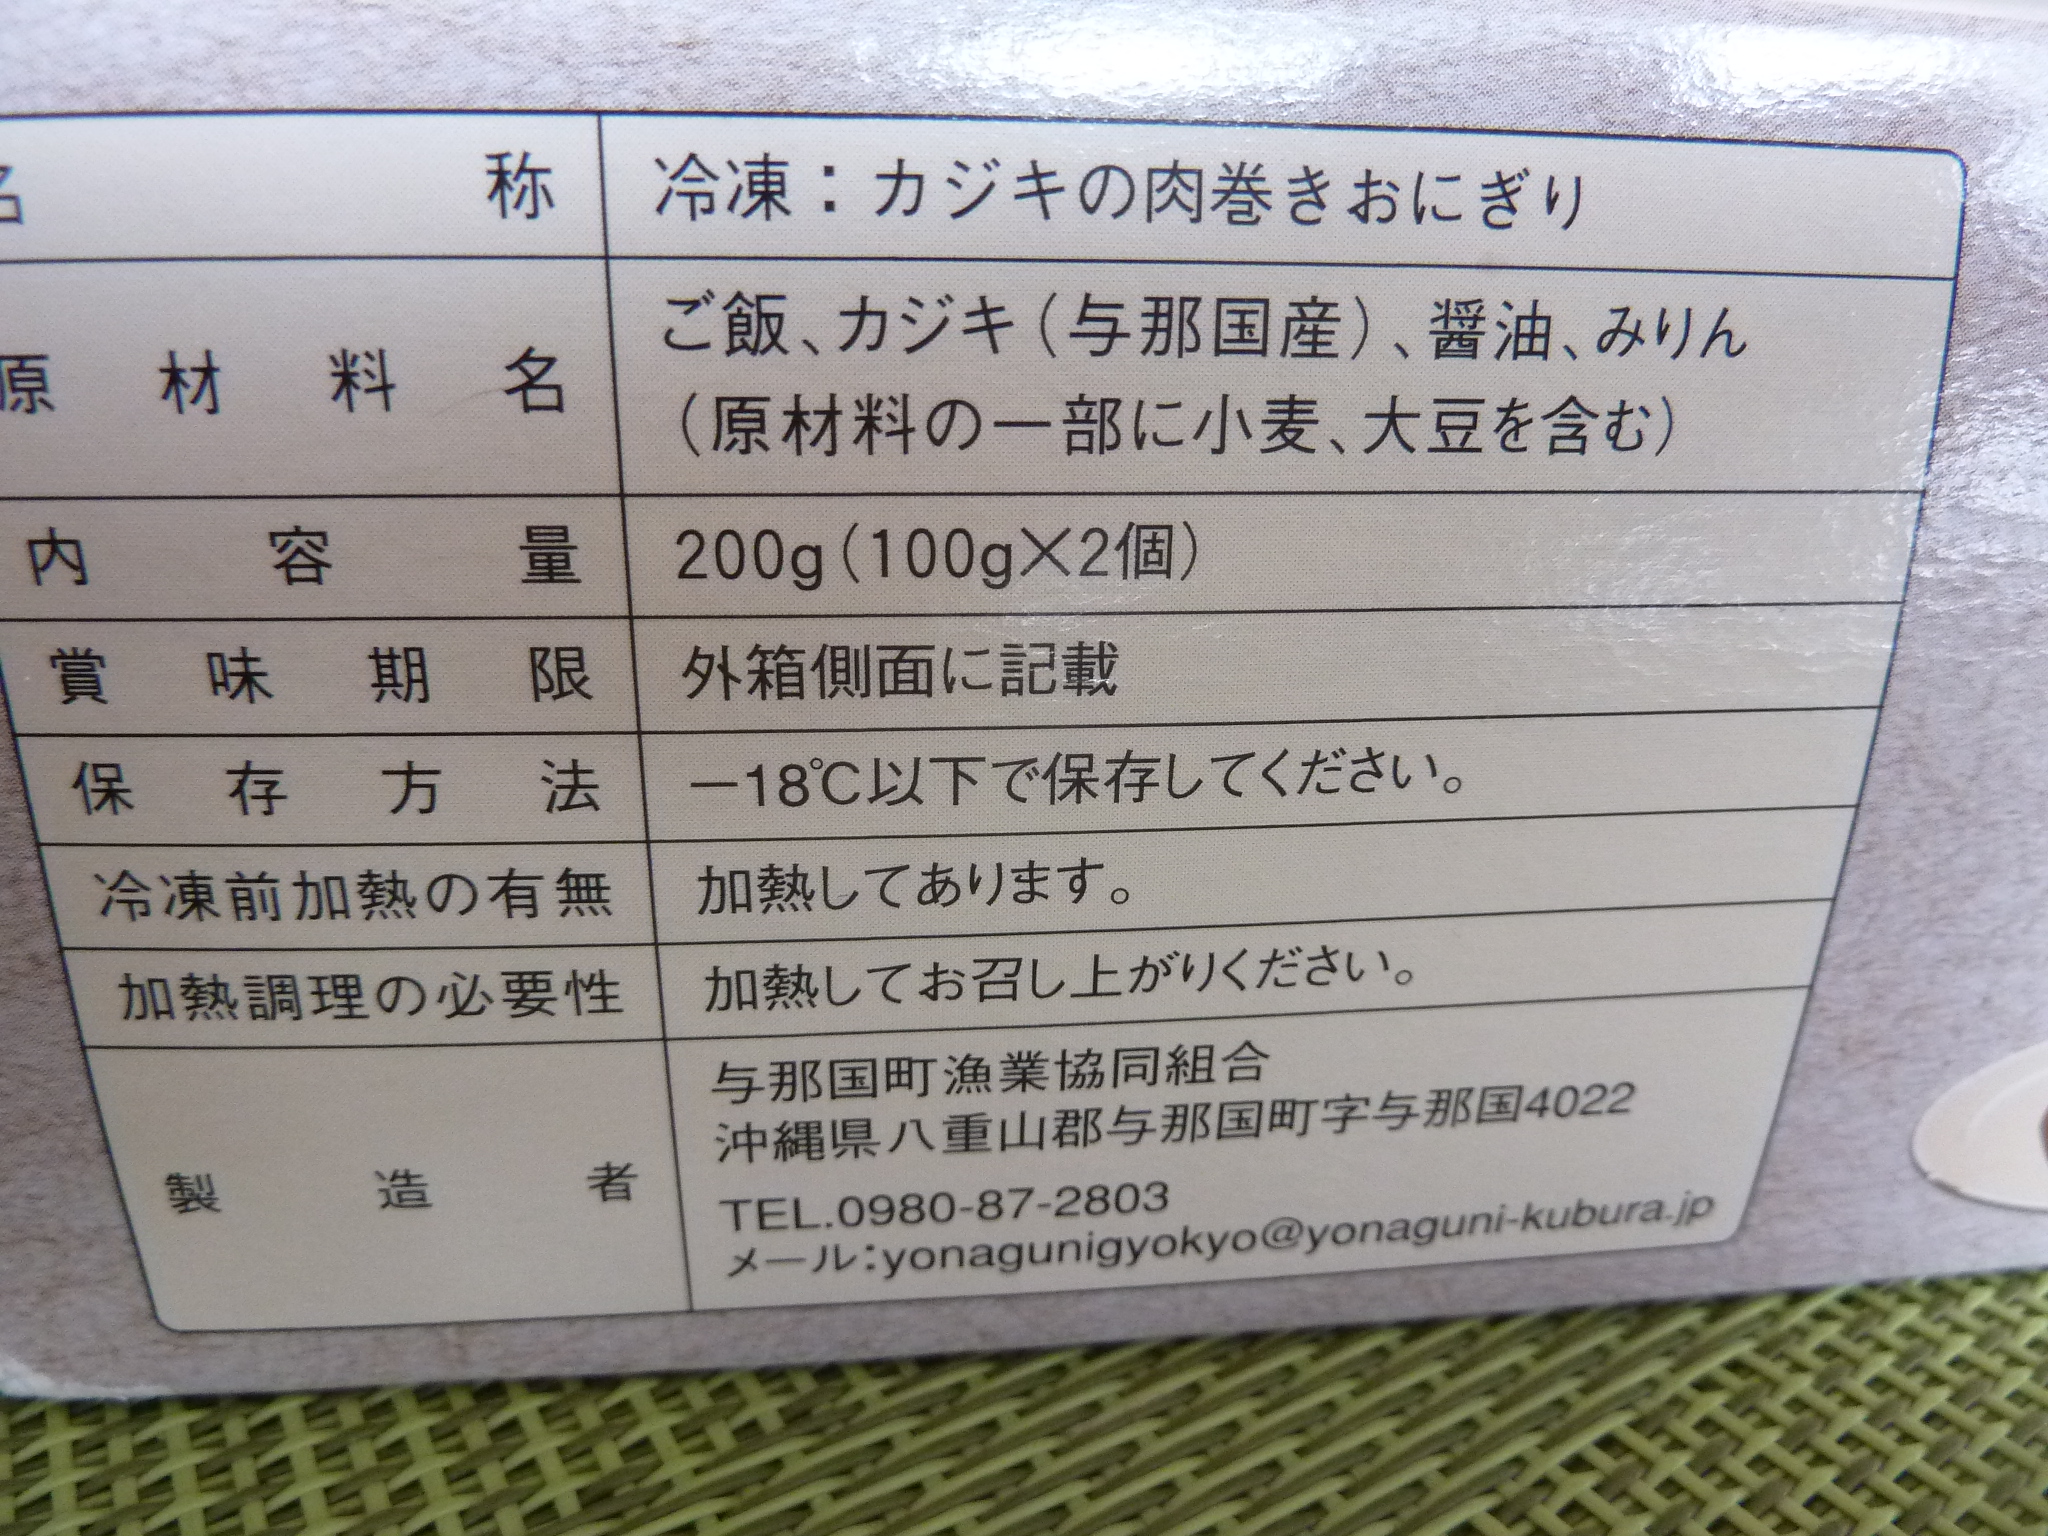 名称 冷凍：カジキの肉巻きおにぎり
原材料名 ご飯、カジキ（与那国産）、醤油、みりん
（原材料の一部に小麦、大豆を含む）
内容量 200g（100g×2個）
賞味期限 外箱側面に記載
保存方法 －18℃以下で保存してください。
冷凍前加熱の有無 加熱してあります。
加熱調理の必要性 加熱してお召し上がりください。
製造者 与那国町漁業協同組合
沖縄県八重山郡与那国町字与那国4022
TEL.0980-87-2803
メール：yonagunigyokyo@yonaguni-kubura.jp